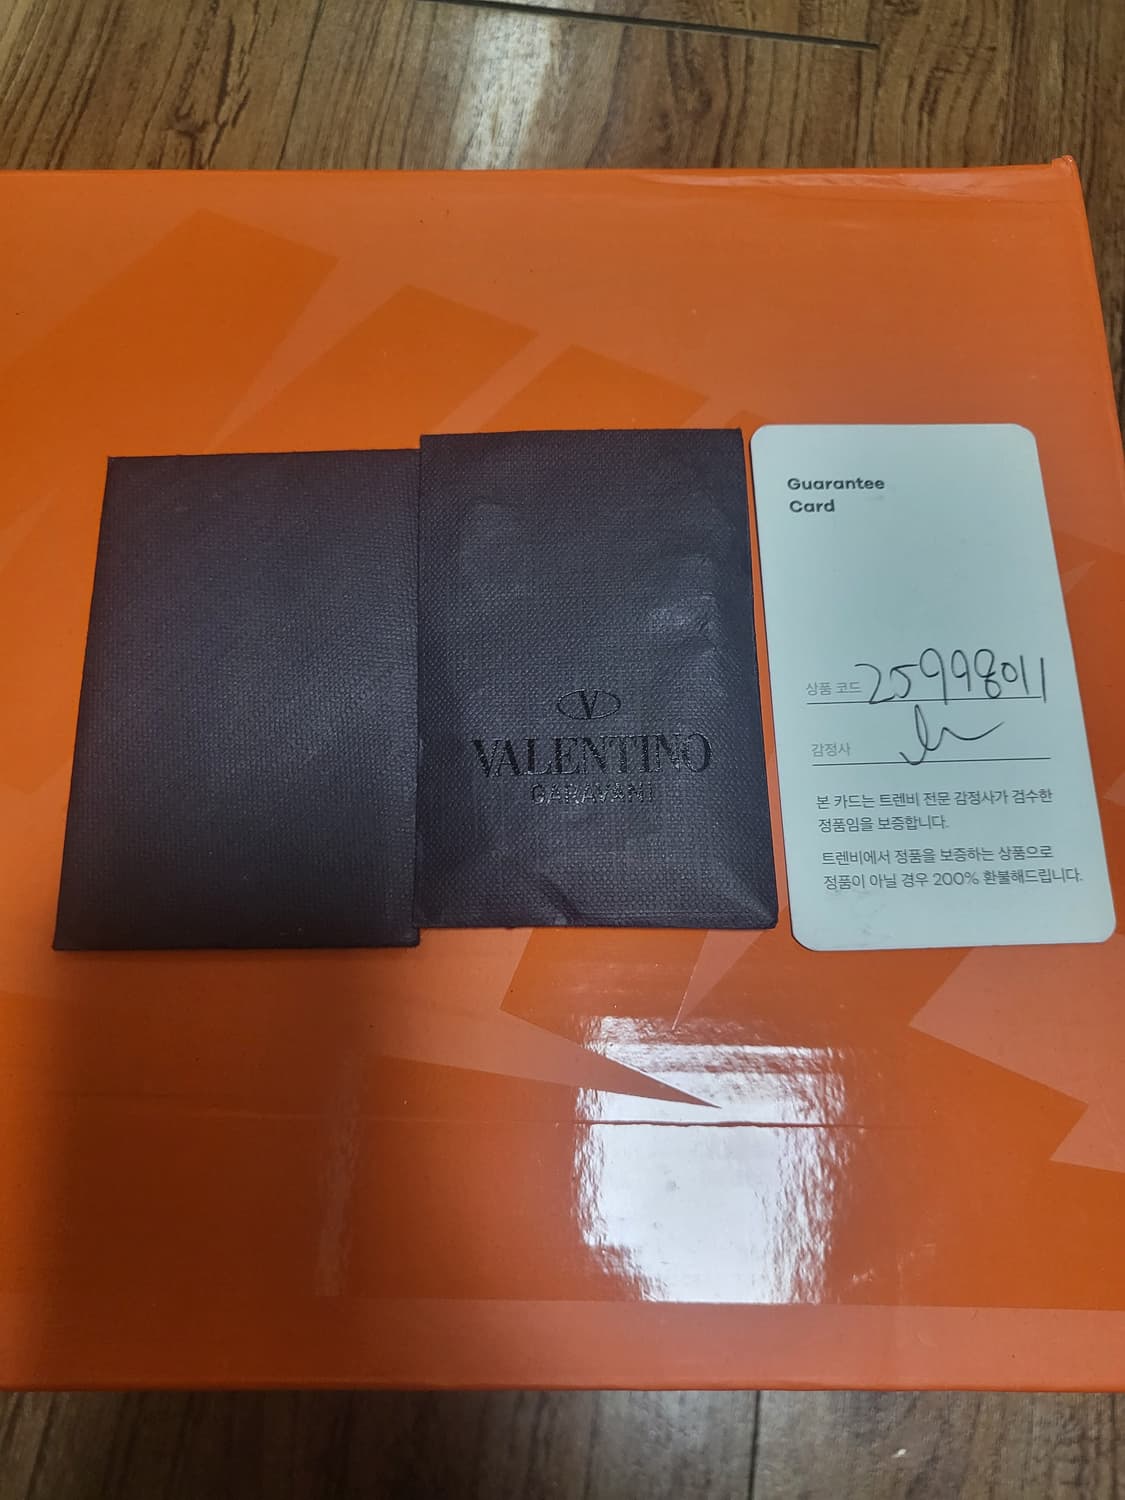 V
VALENTINO
GARAVANI
Guarantee
Card
상품 코드 25998011
감정사
본 카드는 트렌비 전문 감정사가 검수한
정품임을 보증합니다.
트렌비에서 정품을 보증하는 상품으로
정품이 아닐 경우 200% 환불해드립니다.